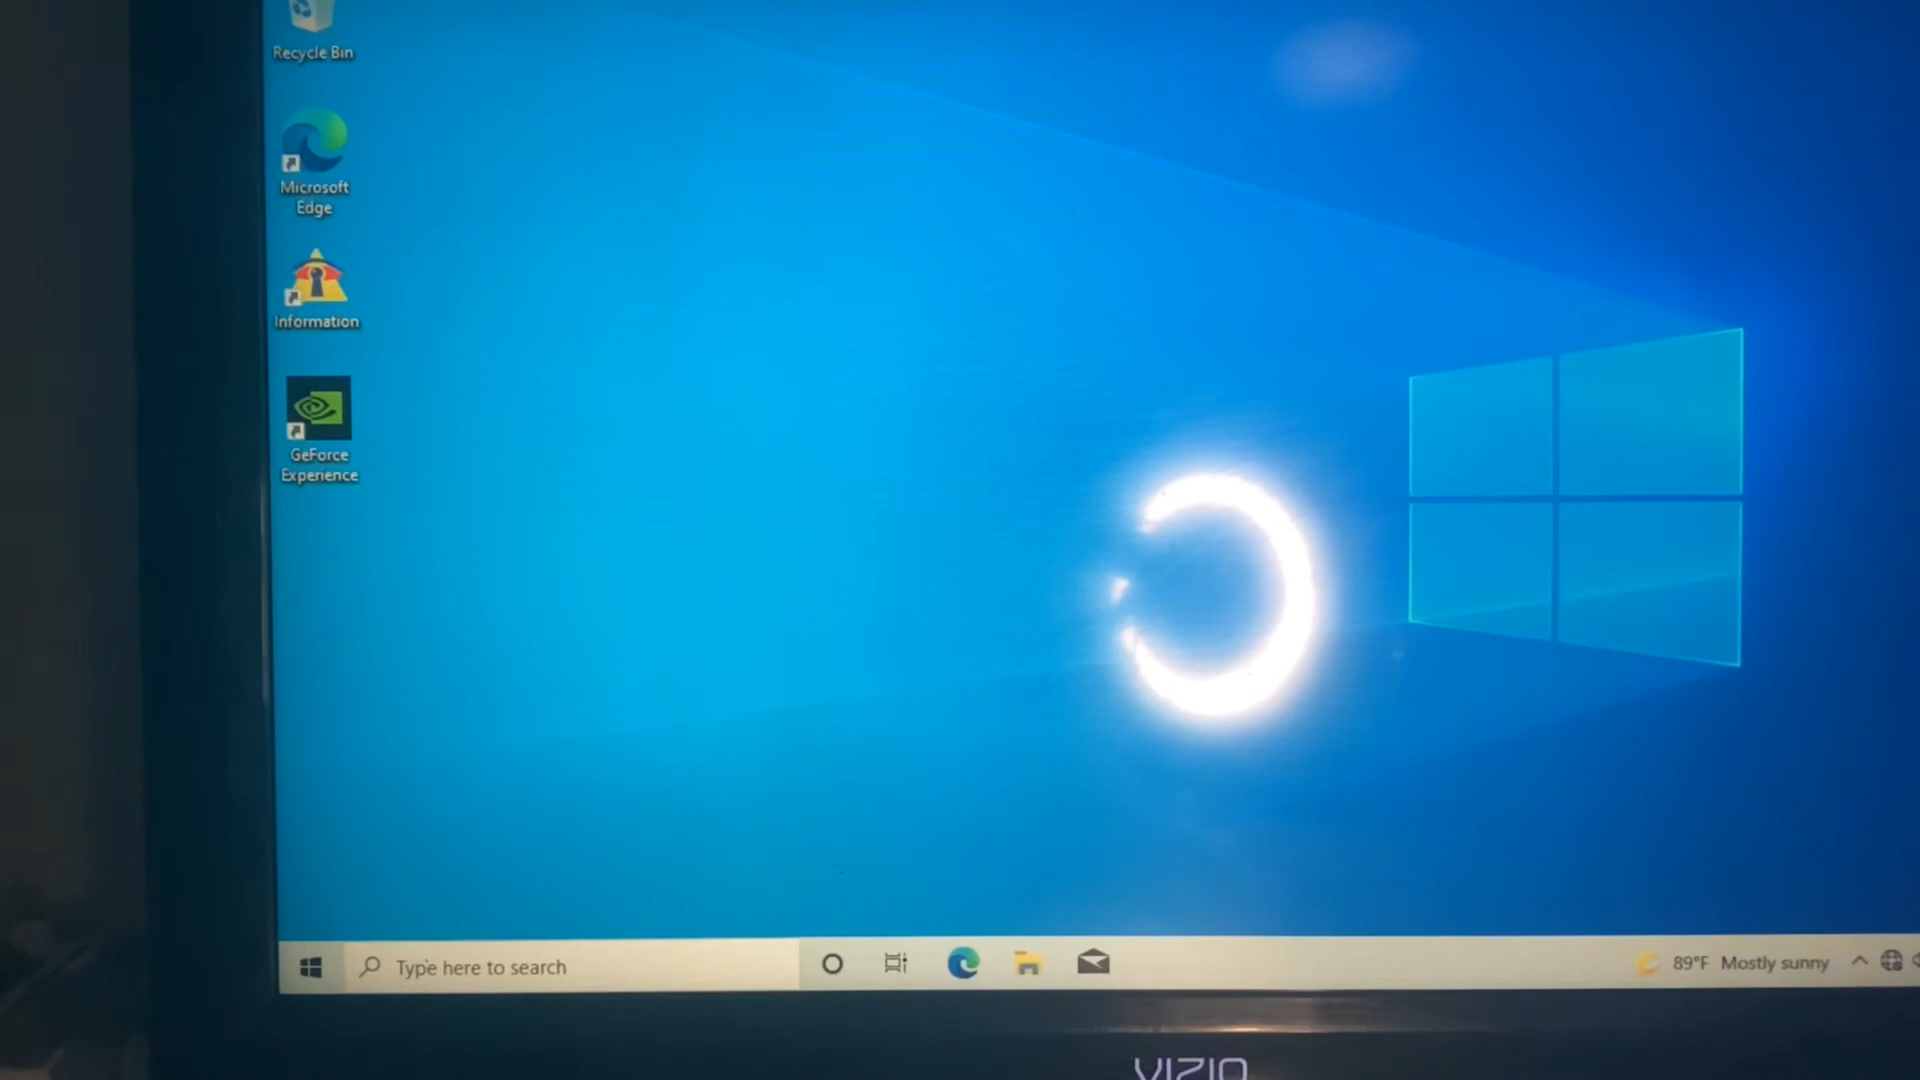 Recycle Bin
Microsoft
Edge
Information
GeForce
Experience
Type here to search
89°F Mostly sunny
VIZIO